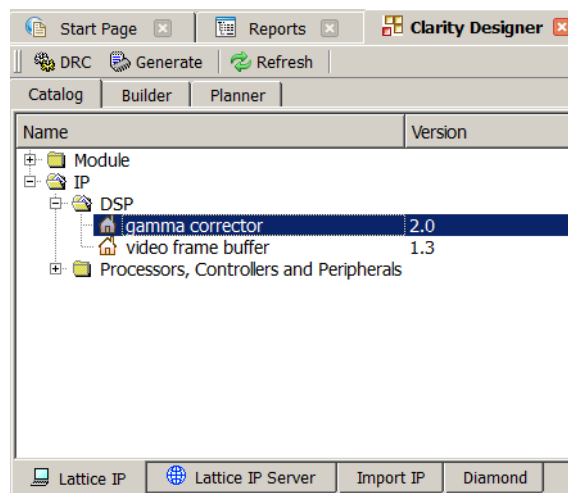 Start Page Reports Clarity Designer
DRC Generate Refresh
Catalog Builder Planner
Name Version
Module
IP
DSP
gamma corrector 2.0
video frame buffer 1.3
Processors, Controllers and Peripherals
Lattice IP Lattice IP Server Import IP Diamond